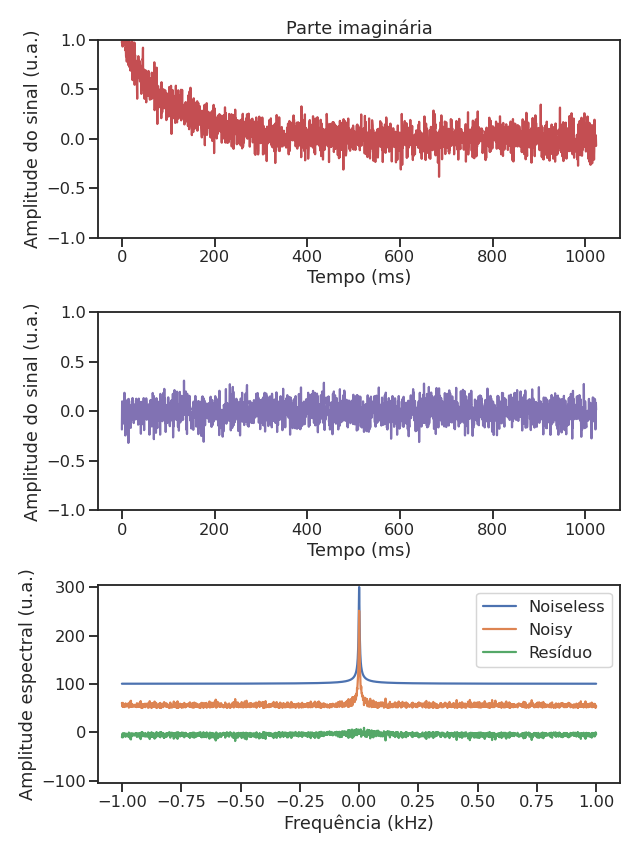 Parte imaginária
1.0
0.5
0.0
−0.5
−1.0
Amplitude do sinal (u.a.)
0 200 400 600 800 1000
Tempo (ms)
1.0
0.5
0.0
−0.5
−1.0
Amplitude do sinal (u.a.)
0 200 400 600 800 1000
Tempo (ms)
300
200
100
0
−100
Amplitude espectral (u.a.)
Noiseless
Noisy
Resíduo
−1.00 −0.75 −0.50 −0.25 0.00 0.25 0.50 0.75 1.00
Frequência (kHz)